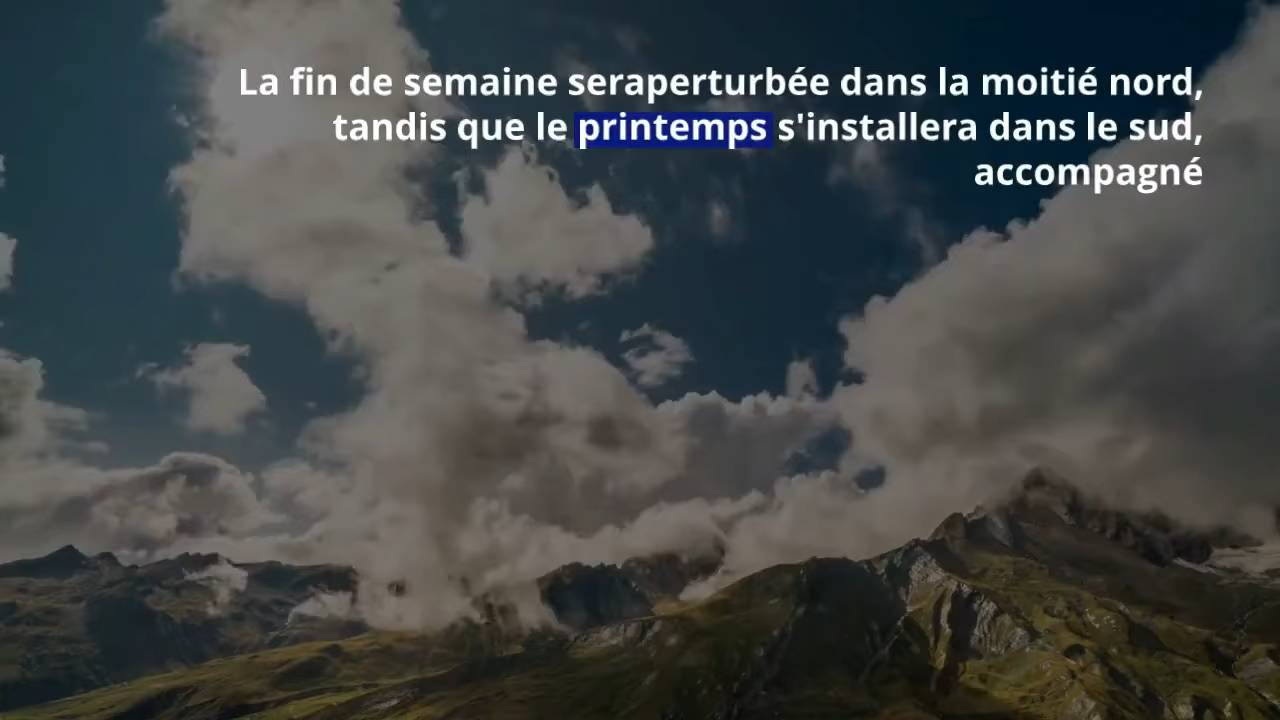 La fin de semaine seraperturbée dans la moitié nord,
tandis que le printemps s'installera dans le sud,
accompagné